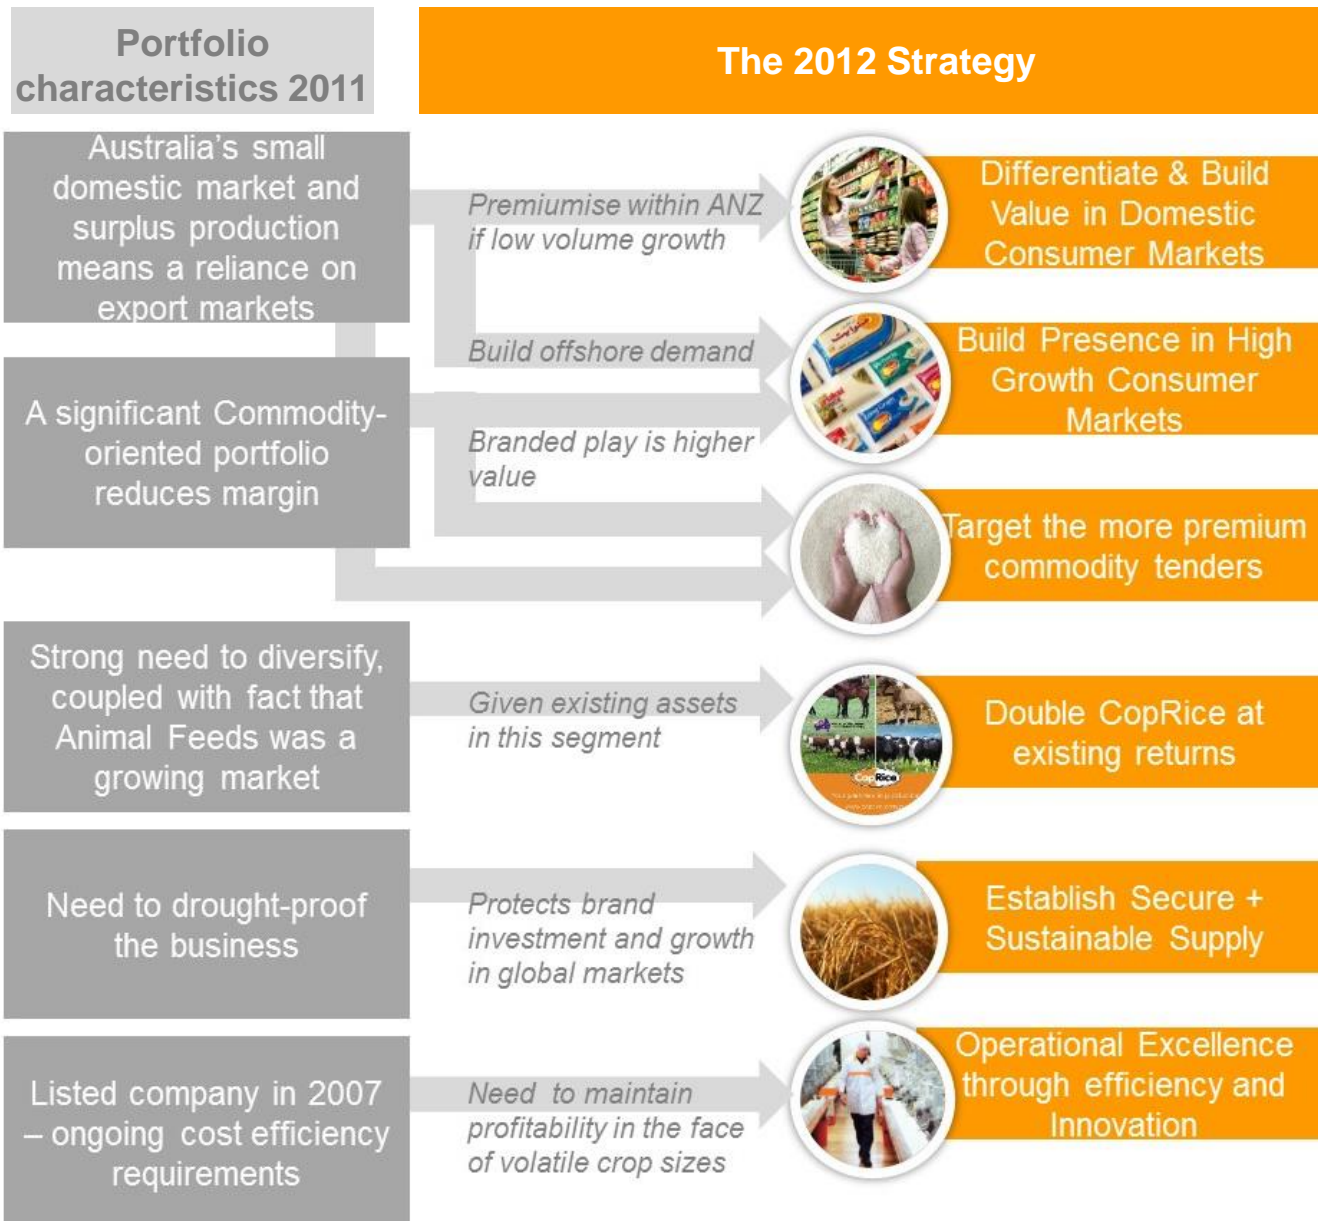 Portfolio
characteristics 2011
The 2012 Strategy
Australia's small
domestic market and
surplus production
means a reliance on
export markets
Premiumise within ANZ
if low volume growth
Differentiate & Build
Value in Domestic
Consumer Markets
Build offshore demand
Build Presence in High
Growth Consumer
Markets
A significant Commodity-
oriented portfolio
reduces margin
Branded play is higher
value
Target the more premium
commodity tenders
Strong need to diversify,
coupled with fact that
Animal Feeds was a
growing market
Given existing assets
in this segment
CopRice
Double CopRice at
existing returns
Need to drought-proof
the business
Protects brand
investment and growth
in global markets
Establish Secure +
Sustainable Supply
Listed company in 2007
– ongoing cost efficiency
requirements
Need to maintain
profitability in the face
of volatile crop sizes
Operational Excellence
through efficiency and
Innovation